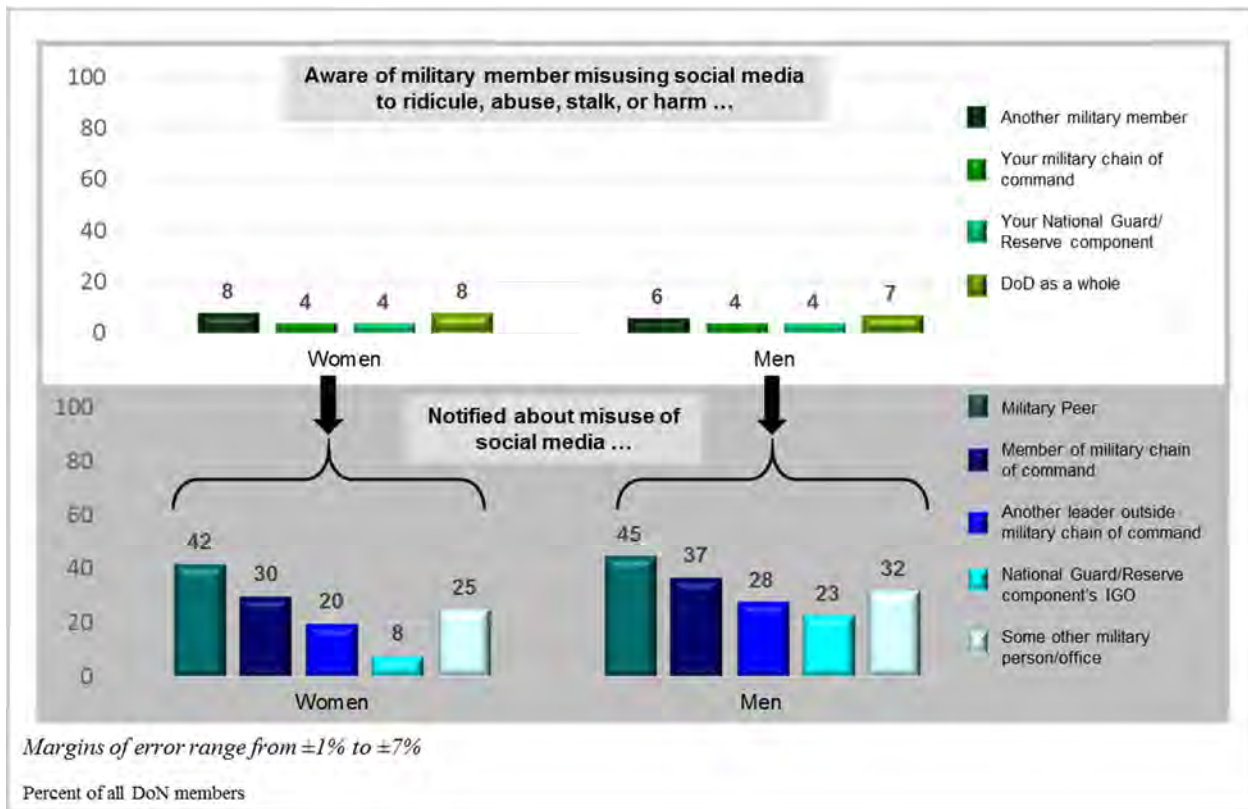 Aware of military member misusing social media
to ridicule, abuse, stalk, or harm …
100
80
60
40
20
0
8
4
4
8
6
4
4
7
Women
Men
Another military member
Your military chain of
command
Your National Guard/
Reserve component
DoD as a whole
Notified about misuse of
social media …
100
80
60
40
20
0
42
30
20
8
25
45
37
28
23
32
Women
Men
Military Peer
Member of military chain
of command
Another leader outside
military chain of command
National Guard/Reserve
component's IGO
Some other military
person/office
Margins of error range from ±1% to ±7%
Percent of all DoN members